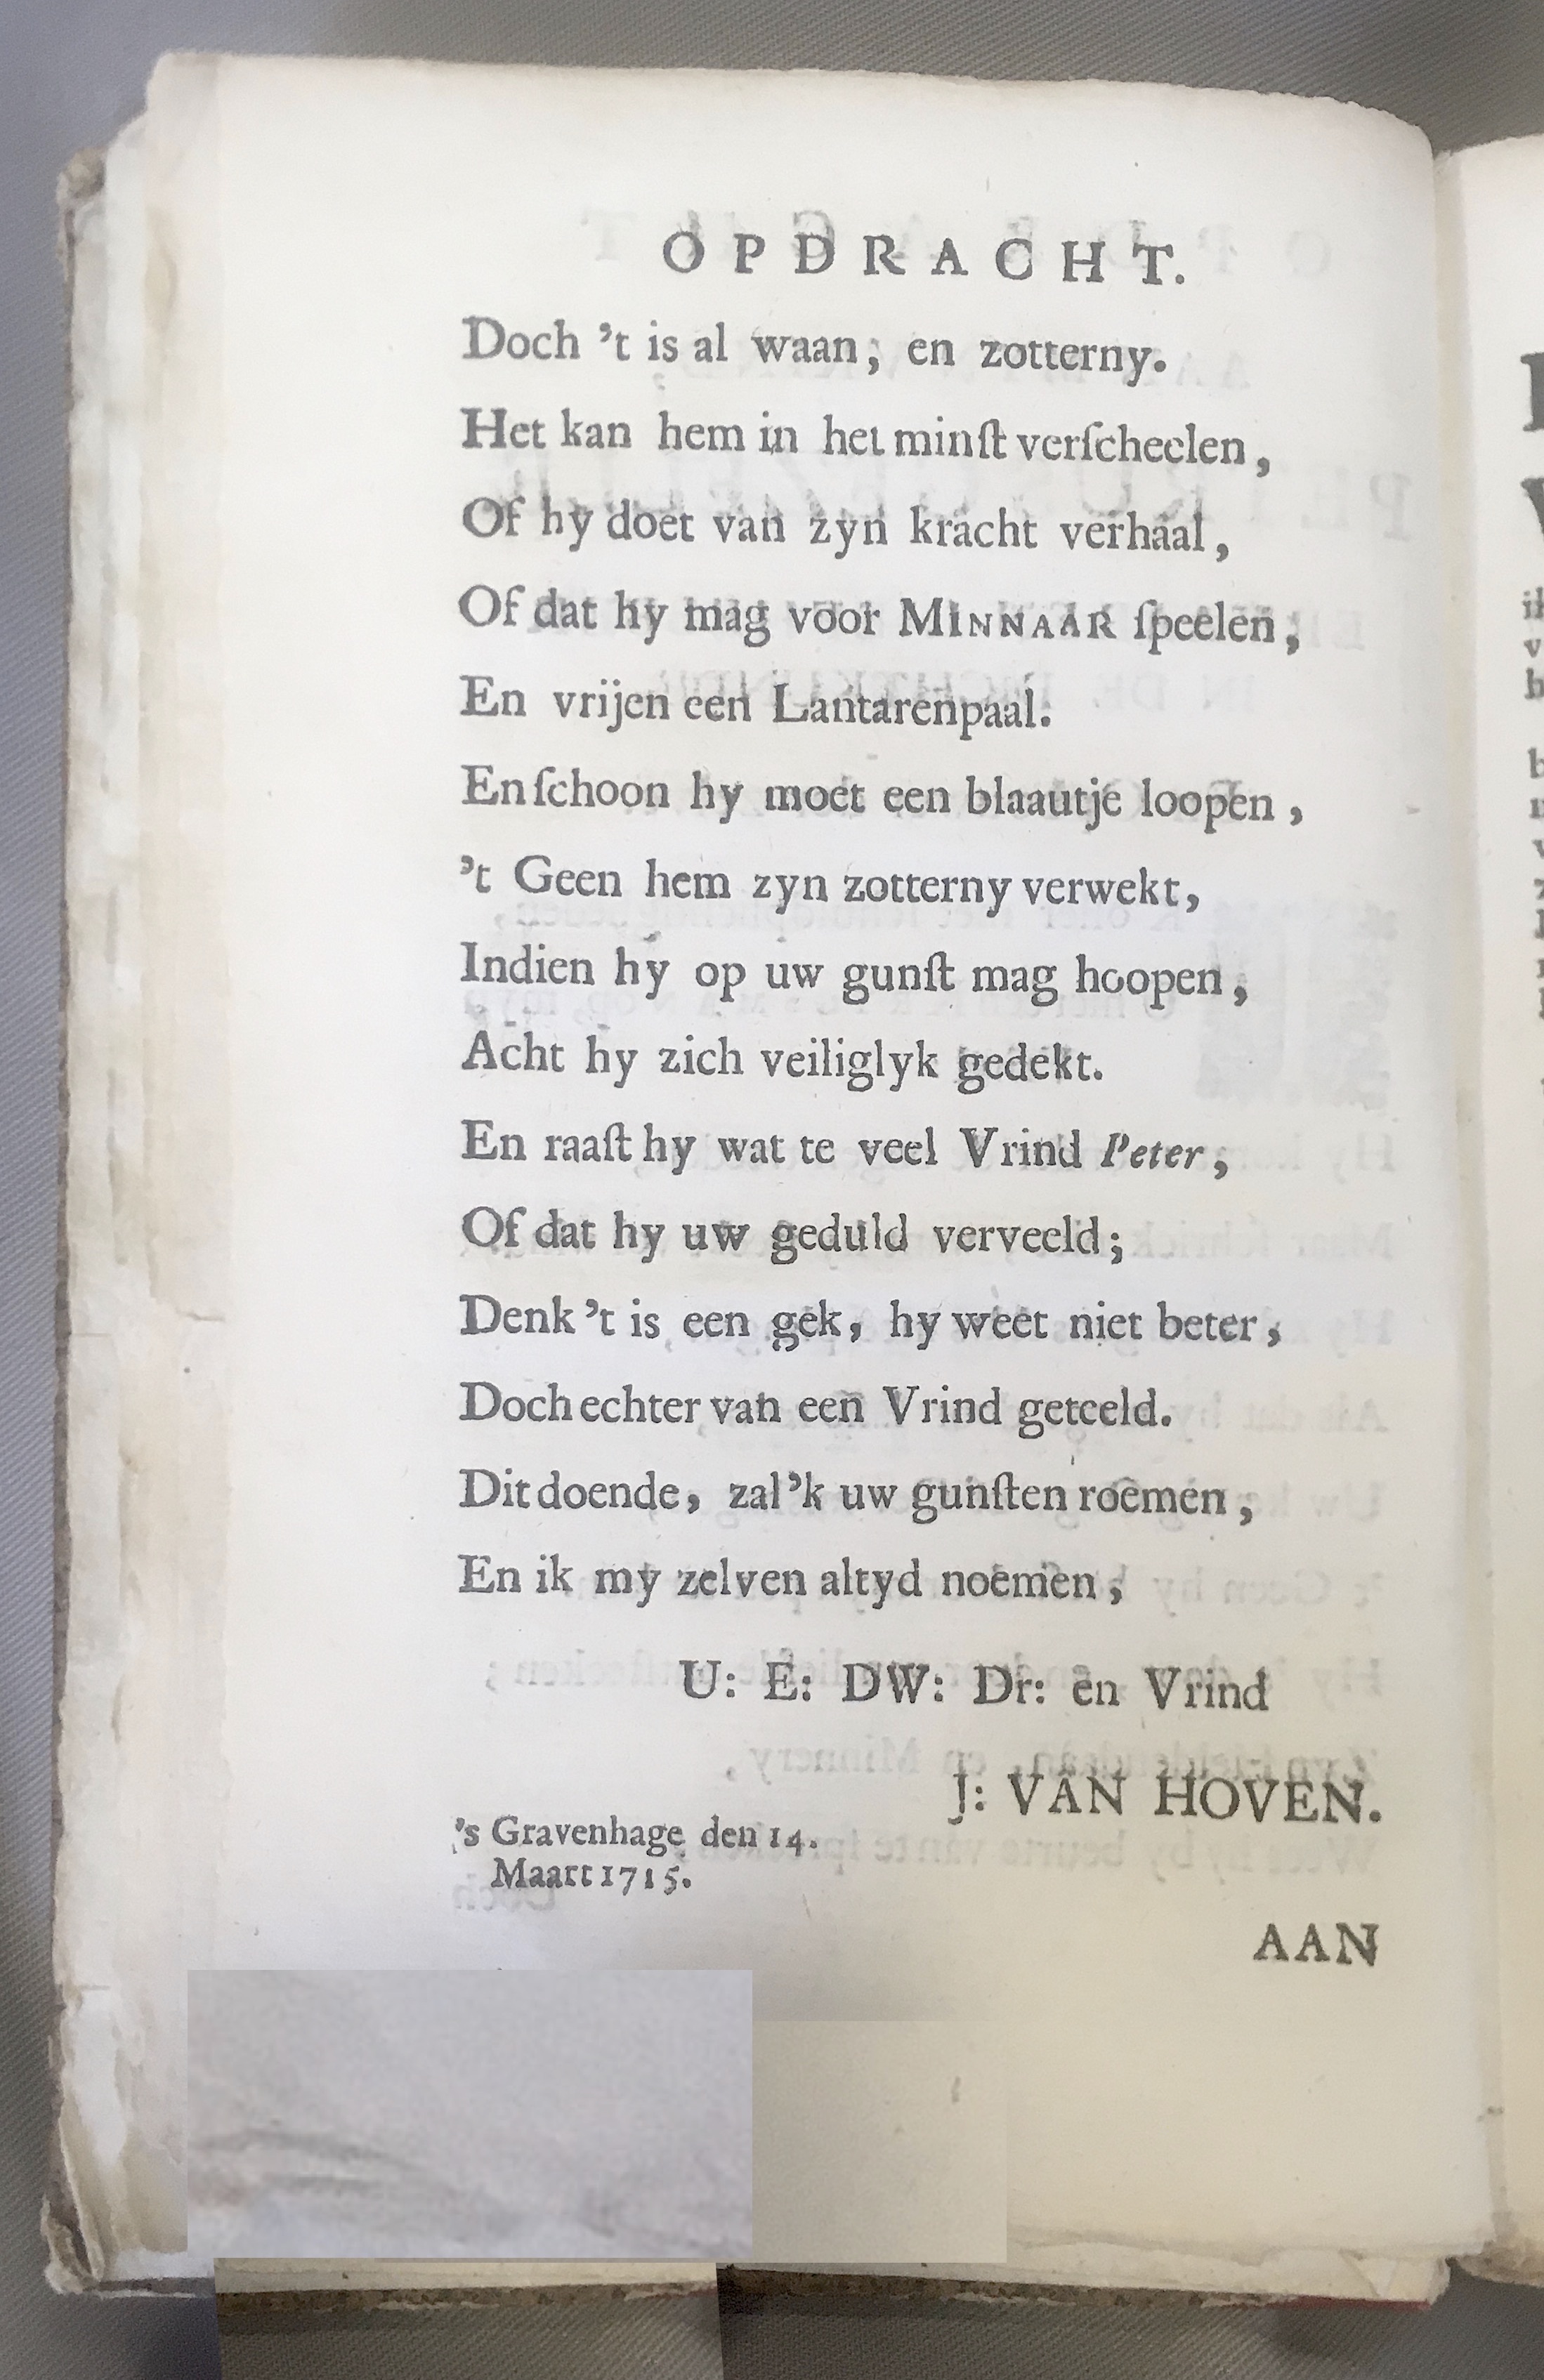 OPDRACHT.
Doch 't is al waan; en zotterny.
Het kan hem in het minſt verſcheelen,
Of hy doet van zyn kracht verhaal,
Of dat hy mag voor MINNAAR ſpeelen,
En vrijen een Lantarenpaal.
En ſchoon hy moet een blaautje loopen,
't Geen hem zyn zotterny verwekt,
Indien hy op uw gunſt mag hoopen,
Acht hy zich veiliglyk gedekt.
En raaſt hy wat te veel Vrind Peter,
Of dat hy uw geduld verveeld;
Denk 't is een gek, hy weet niet beter,
Doch echter van een Vrind geteeld.
Dit doende, zal 'k uw gunſten roemen,
En ik my zelven altyd noemen,
U: E: DW: Dr: en Vrind
J: VAN HOVEN.
's Gravenhage den 14.
Maart 1715.
AAN